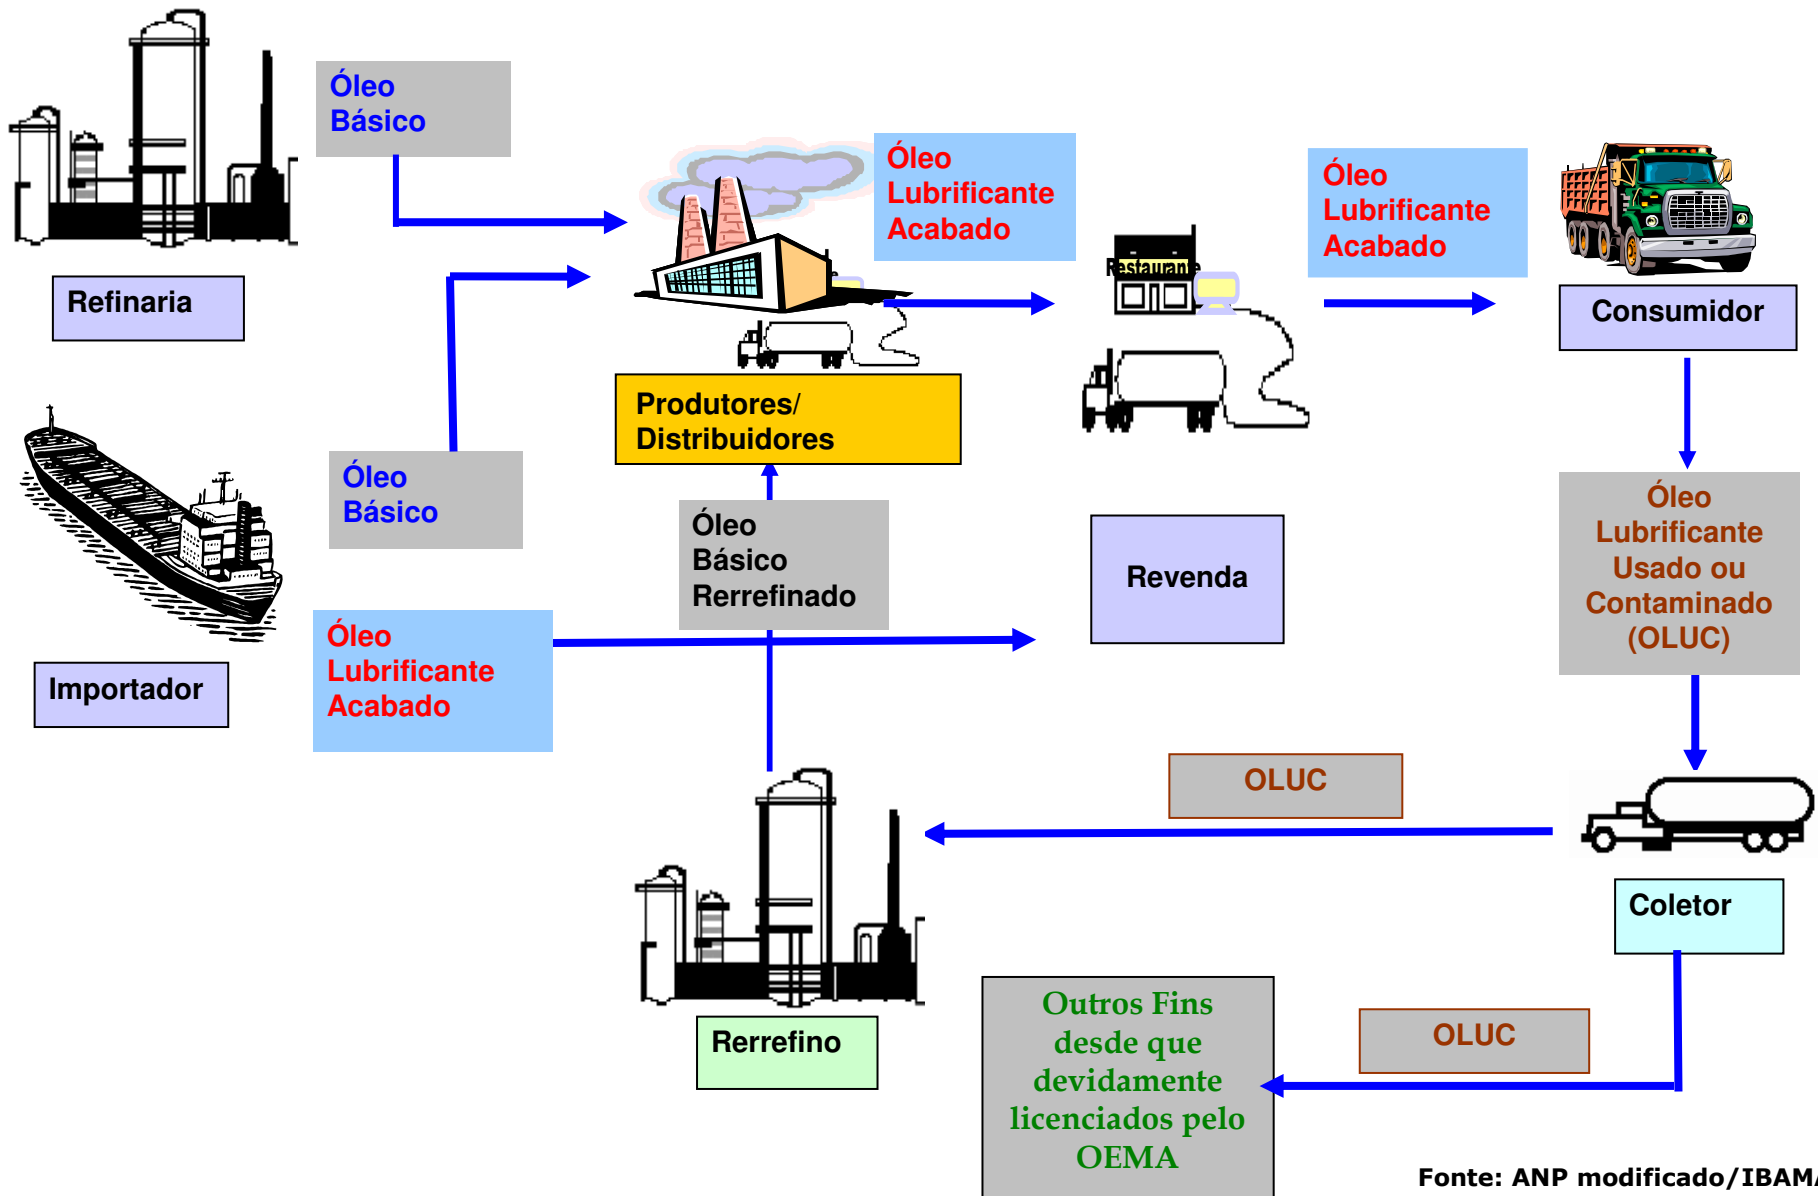 Óleo
Básico
Refinaria
Óleo
Lubrificante
Acabado
Restaurante
Óleo
Lubrificante
Acabado
Consumidor
Produtores/
Distribuidores
Óleo
Básico
Óleo
Básico
Rerrefinado
Revenda
Óleo
Lubrificante
Usado ou
Contaminado
(OLUC)
Importador
Óleo
Lubrificante
Acabado
OLUC
Coletor
Rerrefino
Outros Fins
desde que
devidamente
licenciados pelo
OEMA
OLUC
Fonte: ANP modificado/IBAMA